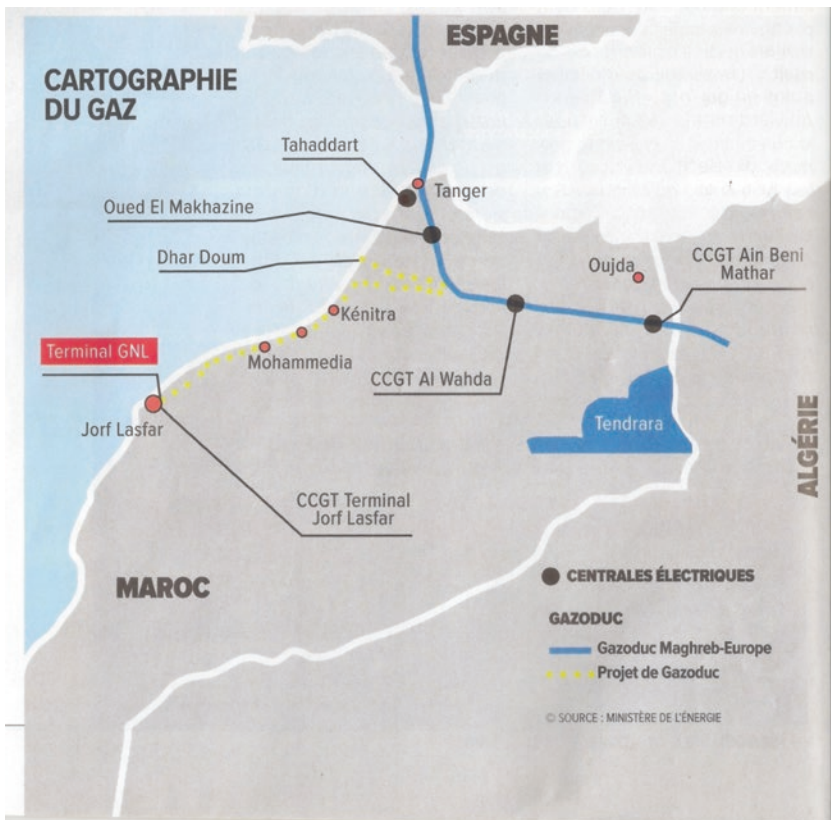 ESPAGNE
CARTOGRAPHIE
DU GAZ
Tahaddart
Tanger
Oued El Makhazine
Dhar Doum
Oujda
CCGT Ain Beni
Mathar
Kénitra
Terminal GNL
Mohammedia
CCGT Al Wahda
Jorf Lasfar
Tendrara
ALGÉRIE
CCGT Terminal
Jorf Lasfar
MAROC
CENTRALES ÉLECTRIQUES
GAZODUC
Gazoduc Maghreb-Europe
Projet de Gazoduc
© SOURCE : MINISTÈRE DE L'ÉNERGIE